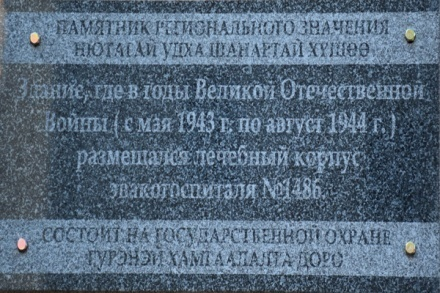 ПАМЯТНИК РЕГИОНАЛЬНОГО ЗНАЧЕНИЯ
НЮТАГАЙ УДХА ШАНАРТАЙ ХҮШӨӨ
Здание, где в годы Великой Отечественной
Войны ( с мая 1943 г. по август 1944 г. )
размещался лечебный корпус
эвакогоспиталя №1486.
СОСТОИТ НА ГОСУДАРСТВЕННОЙ ОХРАНЕ
ГҮРЭНЭЙ ХАМГААЛАЛТА ДОРО